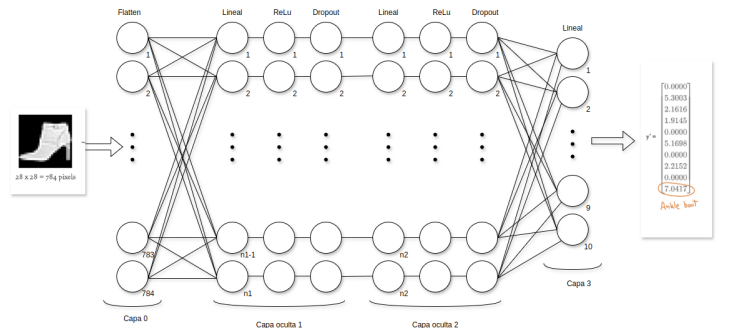 Flatten
Lineal
ReLu
Dropout
Lineal
ReLu
Dropout
Lineal
1
1
1
1
1
1
1
1
2
2
2
2
2
2
2
2
28 x 28 = 784 pixels
783
n1-1
n2
9
784
n1
n2
10
y' =
0.0000
5.3003
2.1616
1.9145
0.0000
5.1698
0.0000
2.2152
0.0000
7.0417
Ankle boot
Capa 0
Capa oculta 1
Capa oculta 2
Capa 3